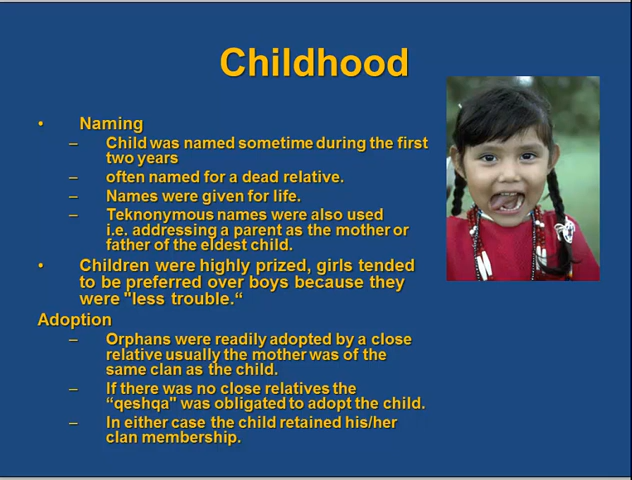 Childhood
• Naming
– Child was named sometime during the first
two years
– often named for a dead relative.
– Names were given for life.
– Teknonymous names were also used
i.e. addressing a parent as the mother or
father of the eldest child.
• Children were highly prized, girls tended
to be preferred over boys because they
were "less trouble.“
Adoption
– Orphans were readily adopted by a close
relative usually the mother was of the
same clan as the child.
– If there was no close relatives the
“qeshqa" was obligated to adopt the child.
– In either case the child retained his/her
clan membership.